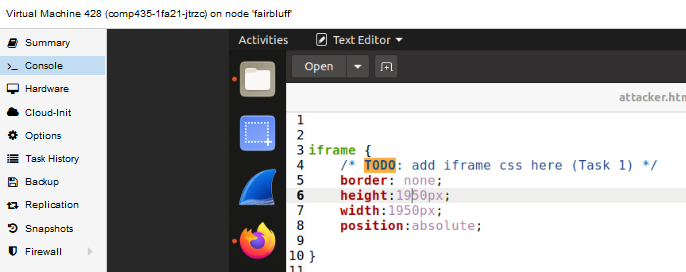 Virtual Machine 428 (comp435-1fa21-jtrzc) on node 'fairbluff'
Summary
Console
Hardware
Cloud-Init
Options
Task History
Backup
Replication
Snapshots
Firewall
Activities Text Editor
Open
attacker.htm
1
2
3 iframe {
4 /* TODO: add iframe css here (Task 1) */
5 border: none;
6 height:1950px;
7 width:1950px;
8 position:absolute;
9
10 }
11